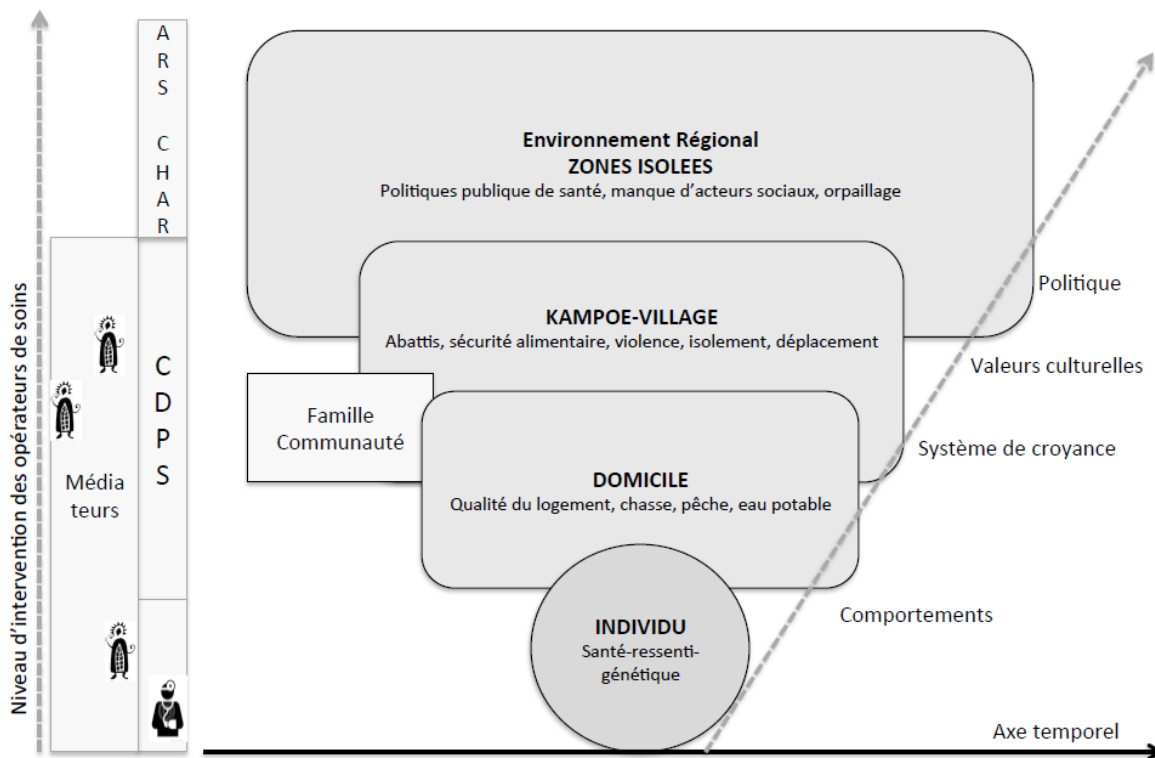 Niveau d'intervention des opérateurs de soins
A
R
S
C
H
A
R
Média
teurs
C
D
P
S
Environnement Régional
ZONES ISOLEES
Politiques publique de santé, manque d'acteurs sociaux, orpaillage
Politique
KAMPOE-VILLAGE
Abattis, sécurité alimentaire, violence, isolement, déplacement
Valeurs culturelles
Famille
Communauté
Système de croyance
DOMICILE
Qualité du logement, chasse, pêche, eau potable
Comportements
INDIVIDU
Santé-ressenti-
génétique
Axe temporel